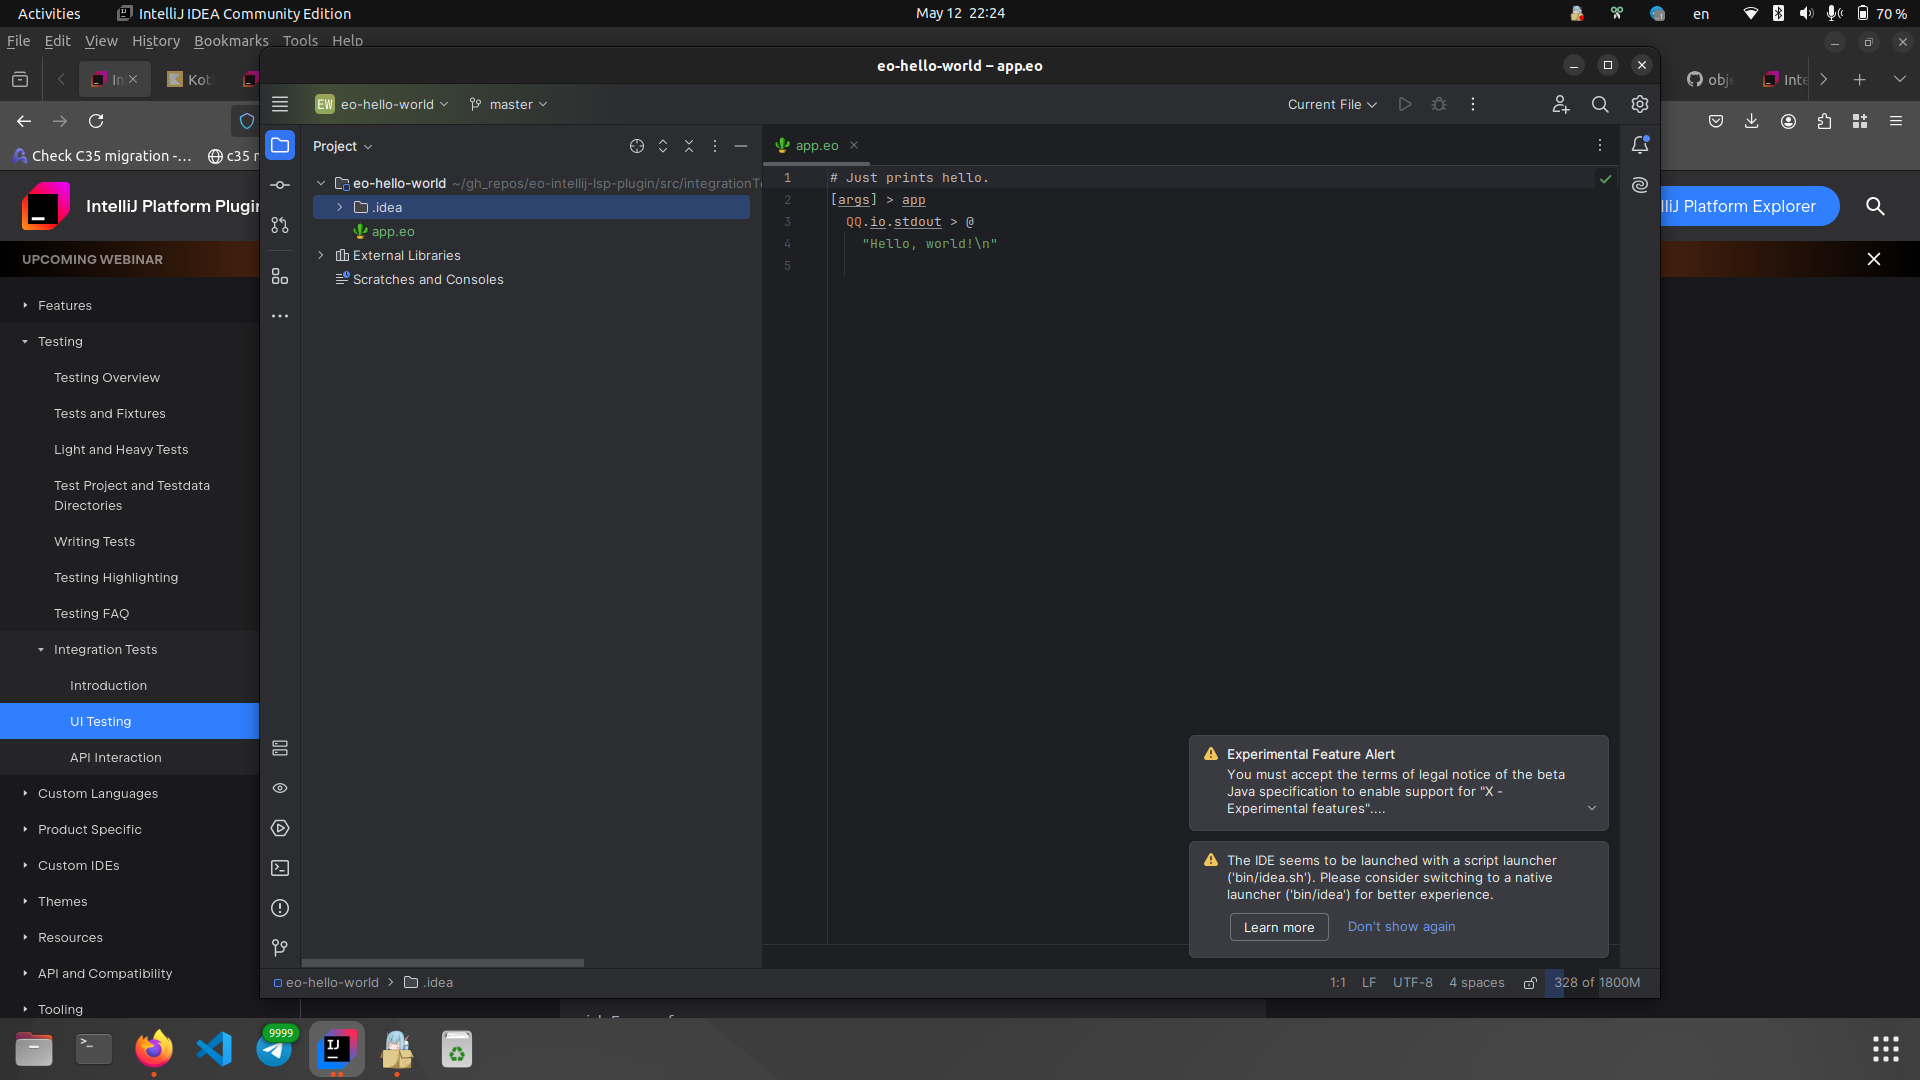 Activities
IntelliJ IDEA Community Edition
May 12 22:24
en
70 %
File Edit View History Bookmarks Tools Help
In
Kot
obj
Inte
Check C35 migration -...
c35
IntelliJ Platform Plugin
lliJ Platform Explorer
UPCOMING WEBINAR
Features
Testing
Testing Overview
Tests and Fixtures
Light and Heavy Tests
Test Project and Testdata
Directories
Writing Tests
Testing Highlighting
Testing FAQ
Integration Tests
Introduction
UI Testing
API Interaction
Custom Languages
Product Specific
Custom IDEs
Themes
Resources
API and Compatibility
Tooling
eo-hello-world – app.eo
EW eo-hello-world
master
Current File
Project
eo-hello-world ~/gh_repos/eo-intellij-lsp-plugin/src/integrationTe
.idea
app.eo
External Libraries
Scratches and Consoles
app.eo
1 # Just prints hello.
2 [args] > app
3 QQ.io.stdout > @
4 "Hello, world!\n"
5
Experimental Feature Alert
You must accept the terms of legal notice of the beta
Java specification to enable support for "X -
Experimental features"....
The IDE seems to be launched with a script launcher
('bin/idea.sh'). Please consider switching to a native
launcher ('bin/idea') for better experience.
Learn more
Don't show again
eo-hello-world
.idea
1:1
LF
UTF-8
4 spaces
328 of 1800M
9999
IJ